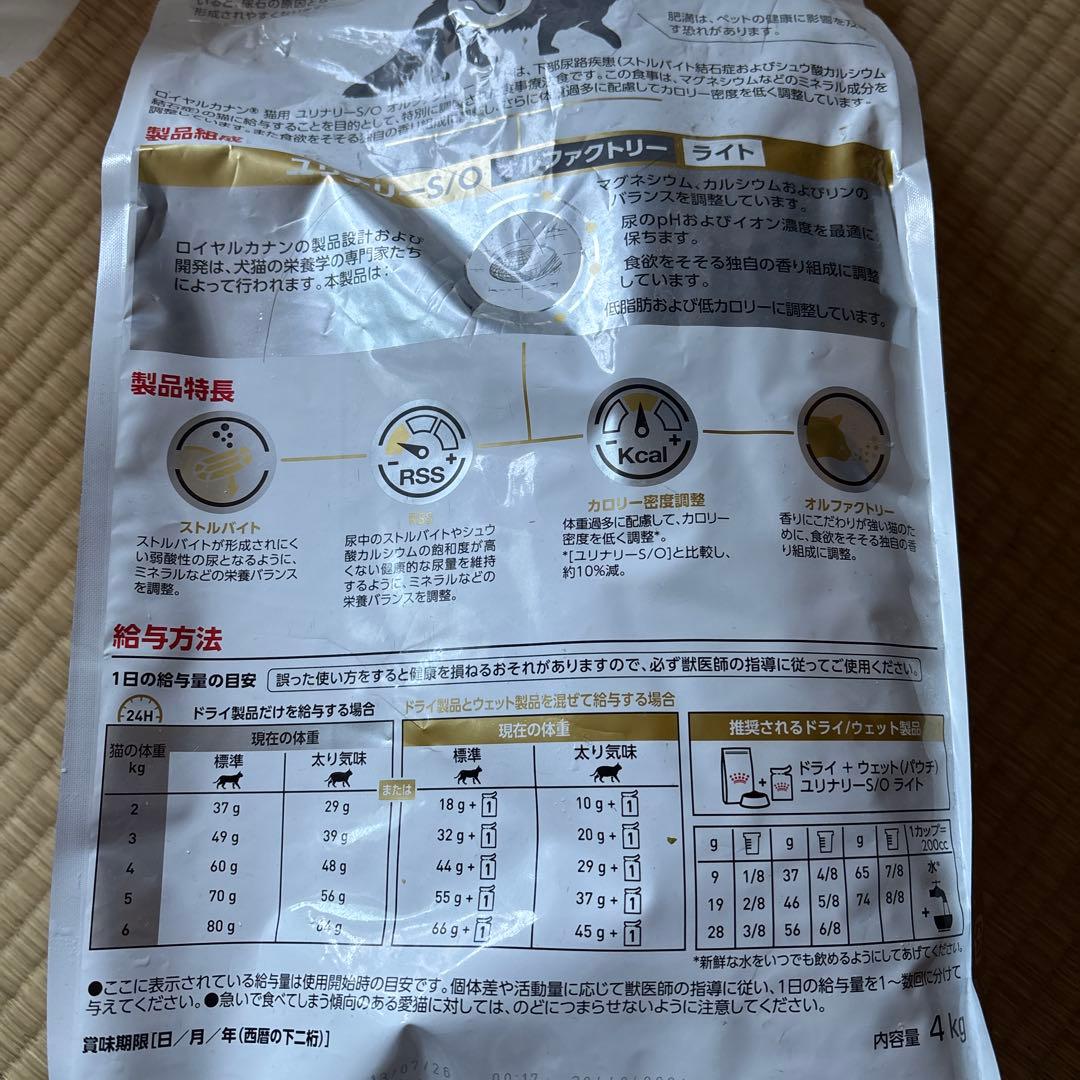 形成されやすくなど
肥満は、ペットの健康に影響を及ぼ
す恐れがあります。
ロイヤルカナン® 猫用 ユリナリーS/O オルファ
は、下部尿路疾患(ストルバイト結石症およびシュウ酸カルシウム
結石症)の猫に給与することを目的として、特別に調
食事療法食です。この食事は、マグネシウムなどのミネラル成分を
調整しています。また食欲をそそる独自の香り組成に調整し、さらに体重過多に配慮してカロリー密度を低く調整しています。
製品組成
ユリナリーS/O オルファクトリー ライト
ロイヤルカナンの製品設計および
開発は、犬猫の栄養学の専門家たち
によって行われます。本製品は:
マグネシウム、カルシウムおよびリンの
バランスを調整しています。
尿のpHおよびイオン濃度を最適に
保ちます。
食欲をそそる独自の香り組成に調整
しています。
低脂肪および低カロリーに調整しています。
製品特長
ストルバイト
ストルバイトが形成されにく
い弱酸性の尿となるように、
ミネラルなどの栄養バランス
を調整。
- RSS +
RSS
尿中のストルバイトやシュウ
酸カルシウムの飽和度が高
くない健康的な尿量を維持
するように、ミネラルなどの
栄養バランスを調整。
- Kcal +
カロリー密度調整
体重過多に配慮して、カロリー
密度を低く調整*。
*[ユリナリーS/O]と比較し、
約10%減。
オルファクトリー
香りにこだわりが強い猫のた
めに、食欲をそそる独自の香
り組成に調整。
給与方法
1日の給与量の目安 誤った使い方をすると健康を損ねるおそれがありますので、必ず獣医師の指導に従ってご使用ください。
24H ドライ製品だけを給与する場合 ドライ製品とウェット製品を混ぜて給与する場合
猫の体重 kg 現在の体重 現在の体重
標準 太り気味 標準 太り気味
または
2 37 g 29 g 18 g + 1 10 g + 1
3 49 g 39 g 32 g + 1 20 g + 1
4 60 g 48 g 44 g + 1 29 g + 1
5 70 g 56 g 55 g + 1 37 g + 1
6 80 g 64 g 66 g + 1 45 g + 1
推奨されるドライ/ウェット製品
ドライ + ウェット(パウチ)
ユリナリーS/O ライト
g g g 1カップ=
200cc
9 1/8 37 4/8 65 7/8 水*
19 2/8 46 5/8 74 8/8 +
28 3/8 56 6/8
*新鮮な水をいつでも飲めるようにしてあげてください。
●ここに表示されている給与量は使用開始時の目安です。個体差や活動量に応じて獣医師の指導に従い、1日の給与量を1〜数回に分けて
与えてください。●急いで食べてしまう傾向のある愛猫に対しては、のどにつまらせないように注意してください。
賞味期限[日/月/年(西暦の下二桁)]
内容量 4 kg
13/07/26 00:17